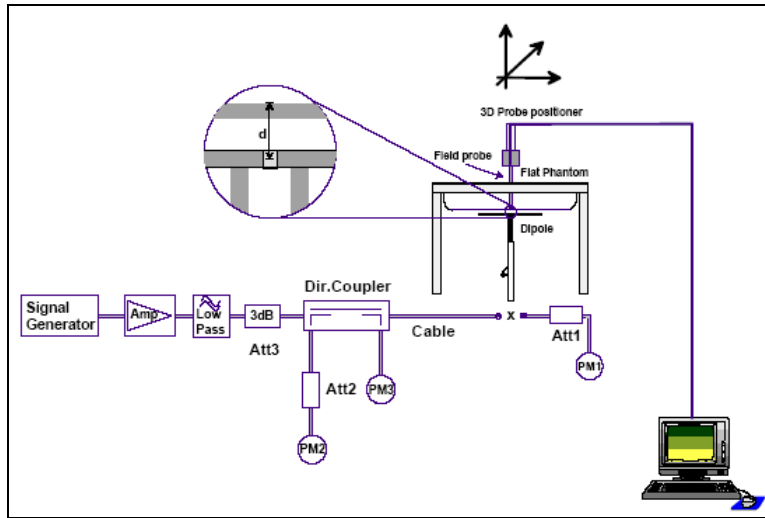 d
3D Probe positioner
Field probe
Flat Phantom
Dipole
Signal
Generator
Amp
Low
Pass
3dB
Att3
Dir.Coupler
Cable
x
Att1
PM1
Att2
PM3
PM2